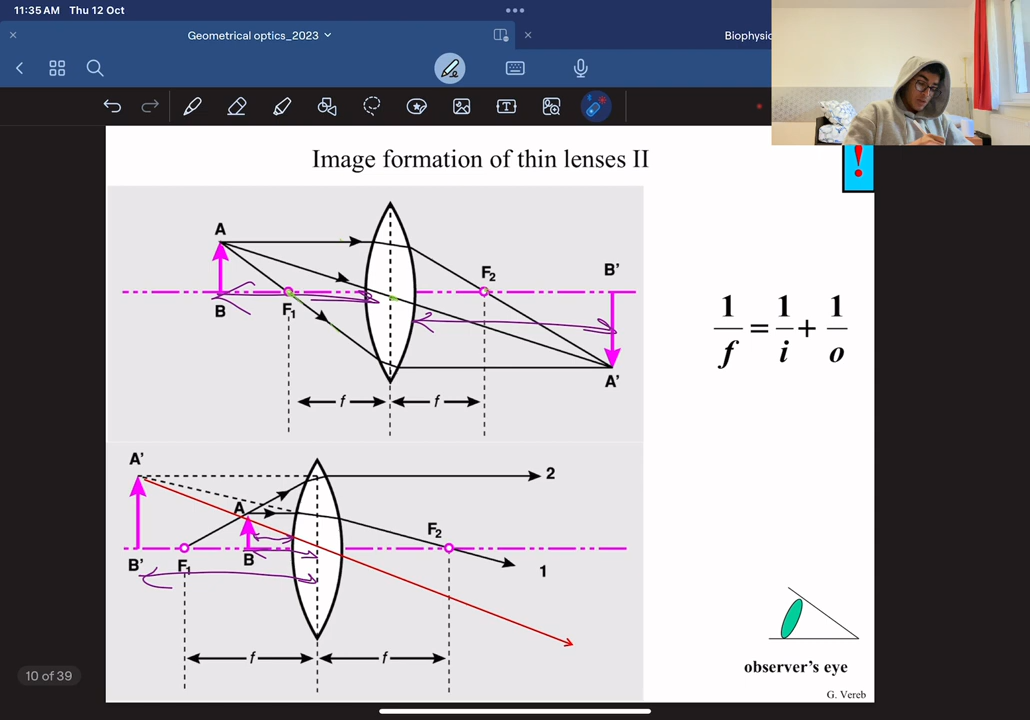 11:35 AM Thu 12 Oct
Geometrical optics_2023
Biophysic
Image formation of thin lenses II
!
A
B
F₁
F₂
B'
A'
f
f
1/f = 1/i + 1/o
A'
A
2
F₂
B'
F₁
B
1
f
f
10 of 39
observer's eye
G. Vereb